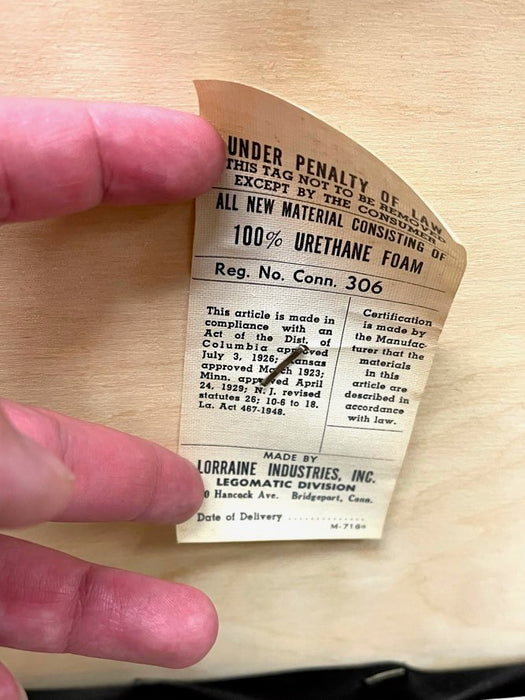 UNDER PENALTY OF LAW
THIS TAG NOT TO BE REMOVED
EXCEPT BY THE CONSUMER
ALL NEW MATERIAL CONSISTING OF
100% URETHANE FOAM
Reg. No. Conn. 306
This article is made in
compliance with an
Act of the Dist. of
Columbia approved
July 3, 1926; Kansas
approved March 1923;
Minn. approved April
24, 1929; N. J. revised
statutes 26; 10-6 to 18.
La. Act 467-1948.
Certification
is made by
the Manufac-
turer that the
materials
in this
article are
described in
accordance
with law.
MADE BY
LORRAINE INDUSTRIES, INC.
LEGOMATIC DIVISION
0 Hancock Ave. Bridgeport, Conn.
Date of Delivery ................